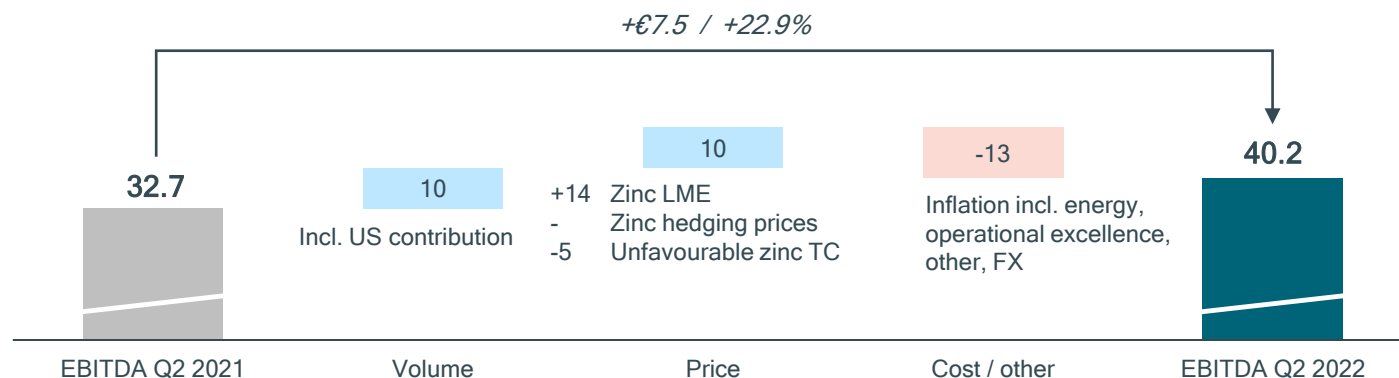 +€7.5 / +22.9%
32.7
10
Incl. US contribution
10
+14 Zinc LME
- Zinc hedging prices
-5 Unfavourable zinc TC
-13
Inflation incl. energy,
operational excellence,
other, FX
40.2
EBITDA Q2 2021
Volume
Price
Cost / other
EBITDA Q2 2022